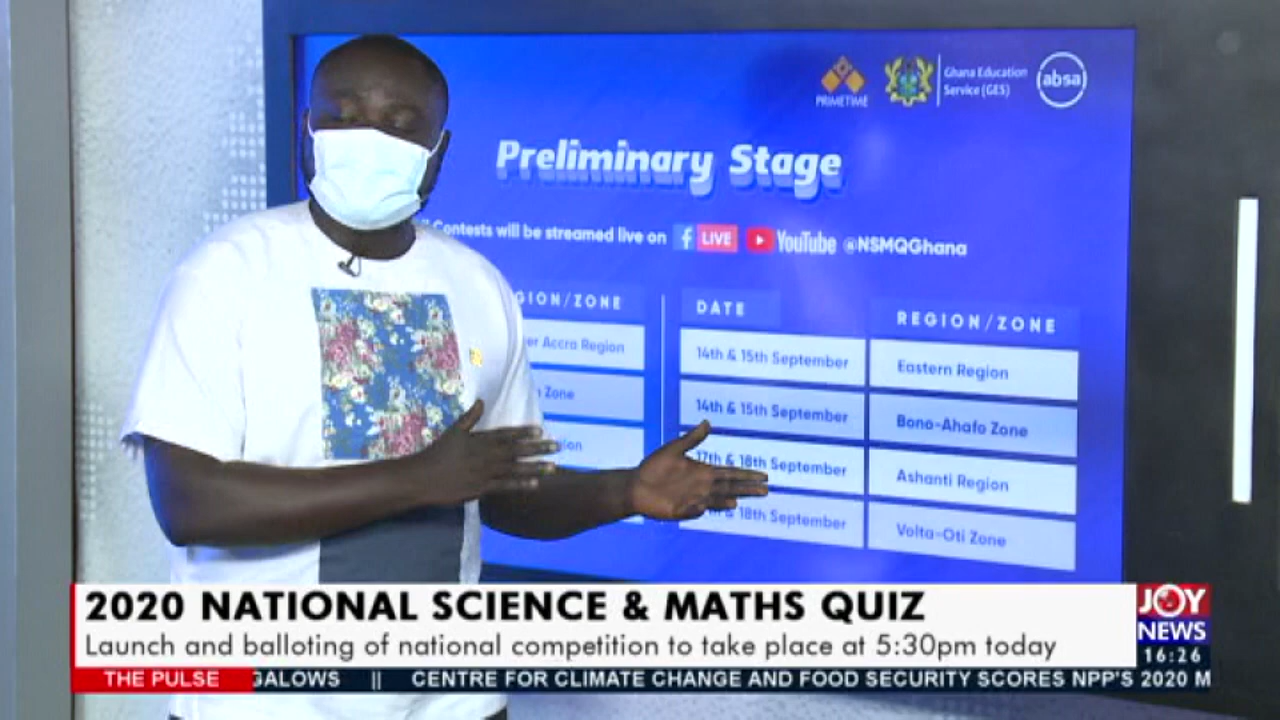 PRIMETIME
Ghana Education
Service (GES)
absa
Preliminary Stage
Contests will be streamed live on f LIVE YouTube @NSMQGhana
DATE
REGION/ZONE
Accra Region
14th & 15th September
Eastern Region
Zone
14th & 15th September
Bono-Ahafo Zone
17th & 18th September
Ashanti Region
& 18th September
Volta-Oti Zone
2020 NATIONAL SCIENCE & MATHS QUIZ
Launch and balloting of national competition to take place at 5:30pm today
JOY
NEWS
16:26
THE PULSE GALOWS || CENTRE FOR CLIMATE CHANGE AND FOOD SECURITY SCORES NPP'S 2020 M